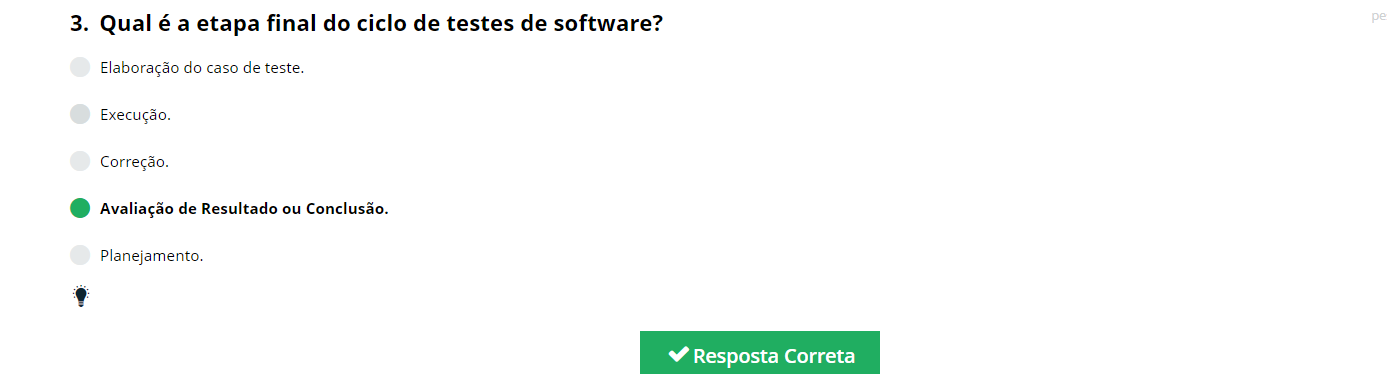 3. Qual é a etapa final do ciclo de testes de software?
pe
Elaboração do caso de teste.
Execução.
Correção.
Avaliação de Resultado ou Conclusão.
Planejamento.
Resposta Correta